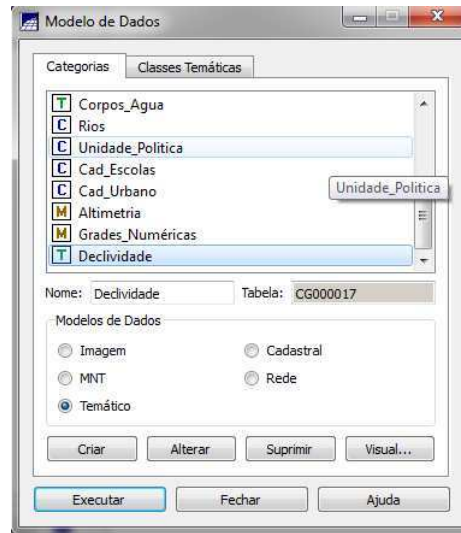 Modelo de Dados
Categorias Classes Temáticas
T Corpos_Agua
C Rios
C Unidade_Politica
C Cad_Escolas
C Cad_Urbano
Unidade_Politica
M Altimetria
M Grades_Numéricas
T Declividade
Nome: Declividade Tabela: CG000017
Modelos de Dados
Imagem Cadastral
MNT Rede
Temático
Criar Alterar Suprimir Visual...
Executar Fechar Ajuda